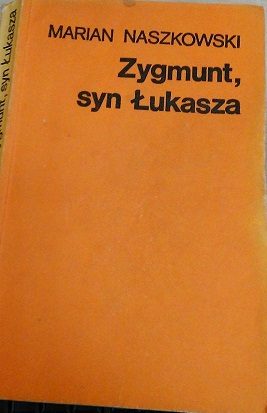 MARIAN NASZKOWSKI
Zygmunt,
syn Łukasza
Zygmunt, syn Łukasza